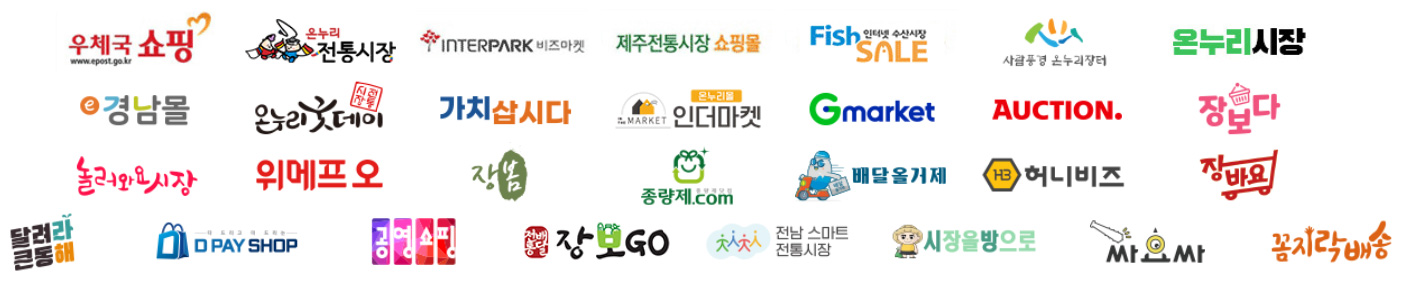 우체국 쇼핑
www.epost.go.kr
온누리
전통시장
INTERPARK 비즈마켓
제주전통시장 쇼핑몰
Fish 인터넷 수산시장
SALE
사람풍경 온누리장터
온누리시장
e경남몰
온누리굿데이
전통시장
가치삽시다
온누리몰
IN THE MARKET 인더마켓
Gmarket
AUCTION.
장보다
놀러와요시장
위메프 오
장봄
종량제.com
배달올거제
HB 허니비즈
장바요
달려라
큰동해
D PAY SHOP
공영쇼핑
전통배달 장보GO
전남 스마트
전통시장
시장을방으로
싸요싸
꼼지락배송